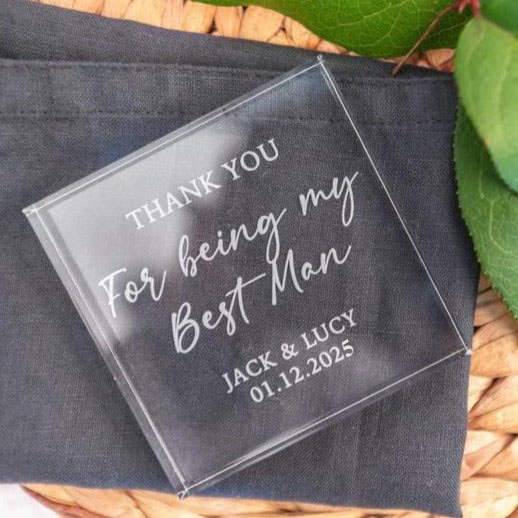 THANK YOU
For being my
Best Man
JACK & LUCY
01.12.2025